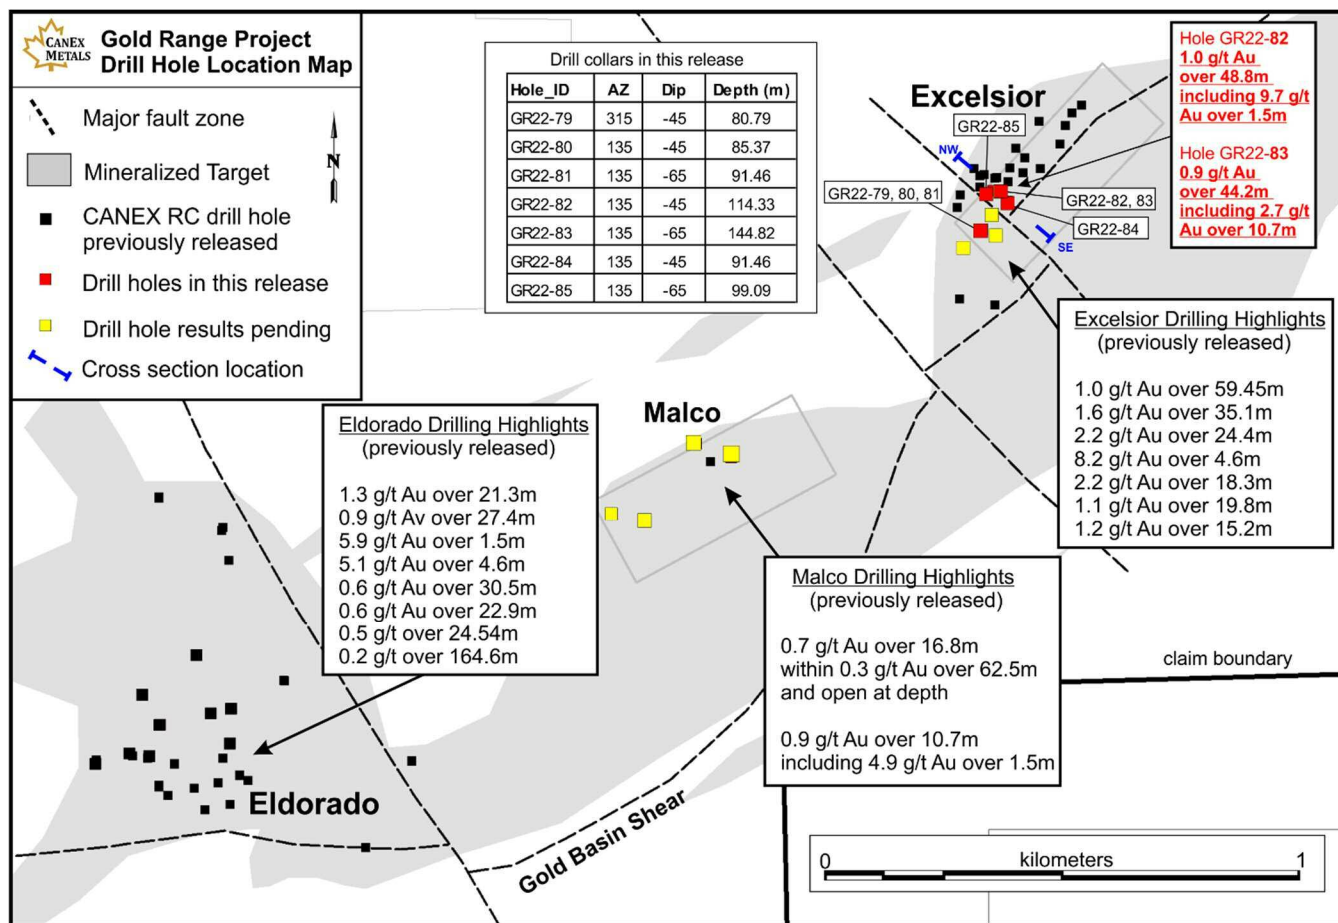 CANEX
METALS
Gold Range Project
Drill Hole Location Map
Major fault zone
N
Mineralized Target
CANEX RC drill hole
previously released
Drill holes in this release
Drill hole results pending
Cross section location
Drill collars in this release
Hole_ID AZ Dip Depth (m)
GR22-79 315 -45 80.79
GR22-80 135 -45 85.37
GR22-81 135 -65 91.46
GR22-82 135 -45 114.33
GR22-83 135 -65 144.82
GR22-84 135 -45 91.46
GR22-85 135 -65 99.09
Excelsior
GR22-85
NW
GR22-79, 80, 81
GR22-82, 83
GR22-84
SE
Hole GR22-82
1.0 g/t Au
over 48.8m
including 9.7 g/t
Au over 1.5m
Hole GR22-83
0.9 g/t Au
over 44.2m
including 2.7 g/t
Au over 10.7m
Excelsior Drilling Highlights
(previously released)
1.0 g/t Au over 59.45m
1.6 g/t Au over 35.1m
2.2 g/t Au over 24.4m
8.2 g/t Au over 4.6m
2.2 g/t Au over 18.3m
1.1 g/t Au over 19.8m
1.2 g/t Au over 15.2m
Eldorado Drilling Highlights
(previously released)
1.3 g/t Au over 21.3m
0.9 g/t Av over 27.4m
5.9 g/t Au over 1.5m
5.1 g/t Au over 4.6m
0.6 g/t Au over 30.5m
0.6 g/t Au over 22.9m
0.5 g/t over 24.54m
0.2 g/t over 164.6m
Malco
Malco Drilling Highlights
(previously released)
0.7 g/t Au over 16.8m
within 0.3 g/t Au over 62.5m
and open at depth
0.9 g/t Au over 10.7m
including 4.9 g/t Au over 1.5m
claim boundary
Eldorado
Gold Basin Shear
0 kilometers 1